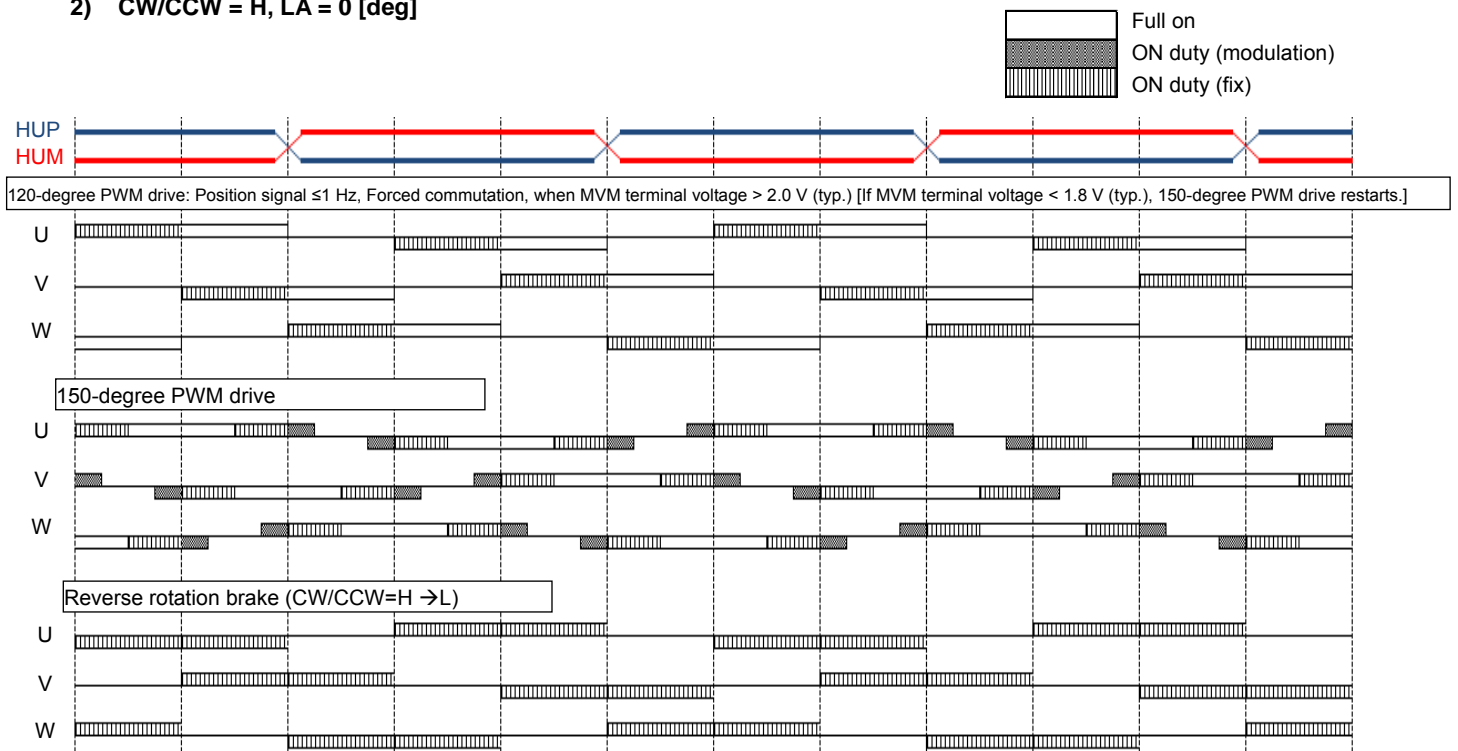 2) CW/CCW = H, LA = 0 [deg]
Full on
ON duty (modulation)
ON duty (fix)
HUP
HUM
120-degree PWM drive: Position signal ≤1 Hz, Forced commutation, when MVM terminal voltage > 2.0 V (typ.) [If MVM terminal voltage < 1.8 V (typ.), 150-degree PWM drive restarts.]
U
V
W
150-degree PWM drive
U
V
W
Reverse rotation brake (CW/CCW=H →L)
U
V
W